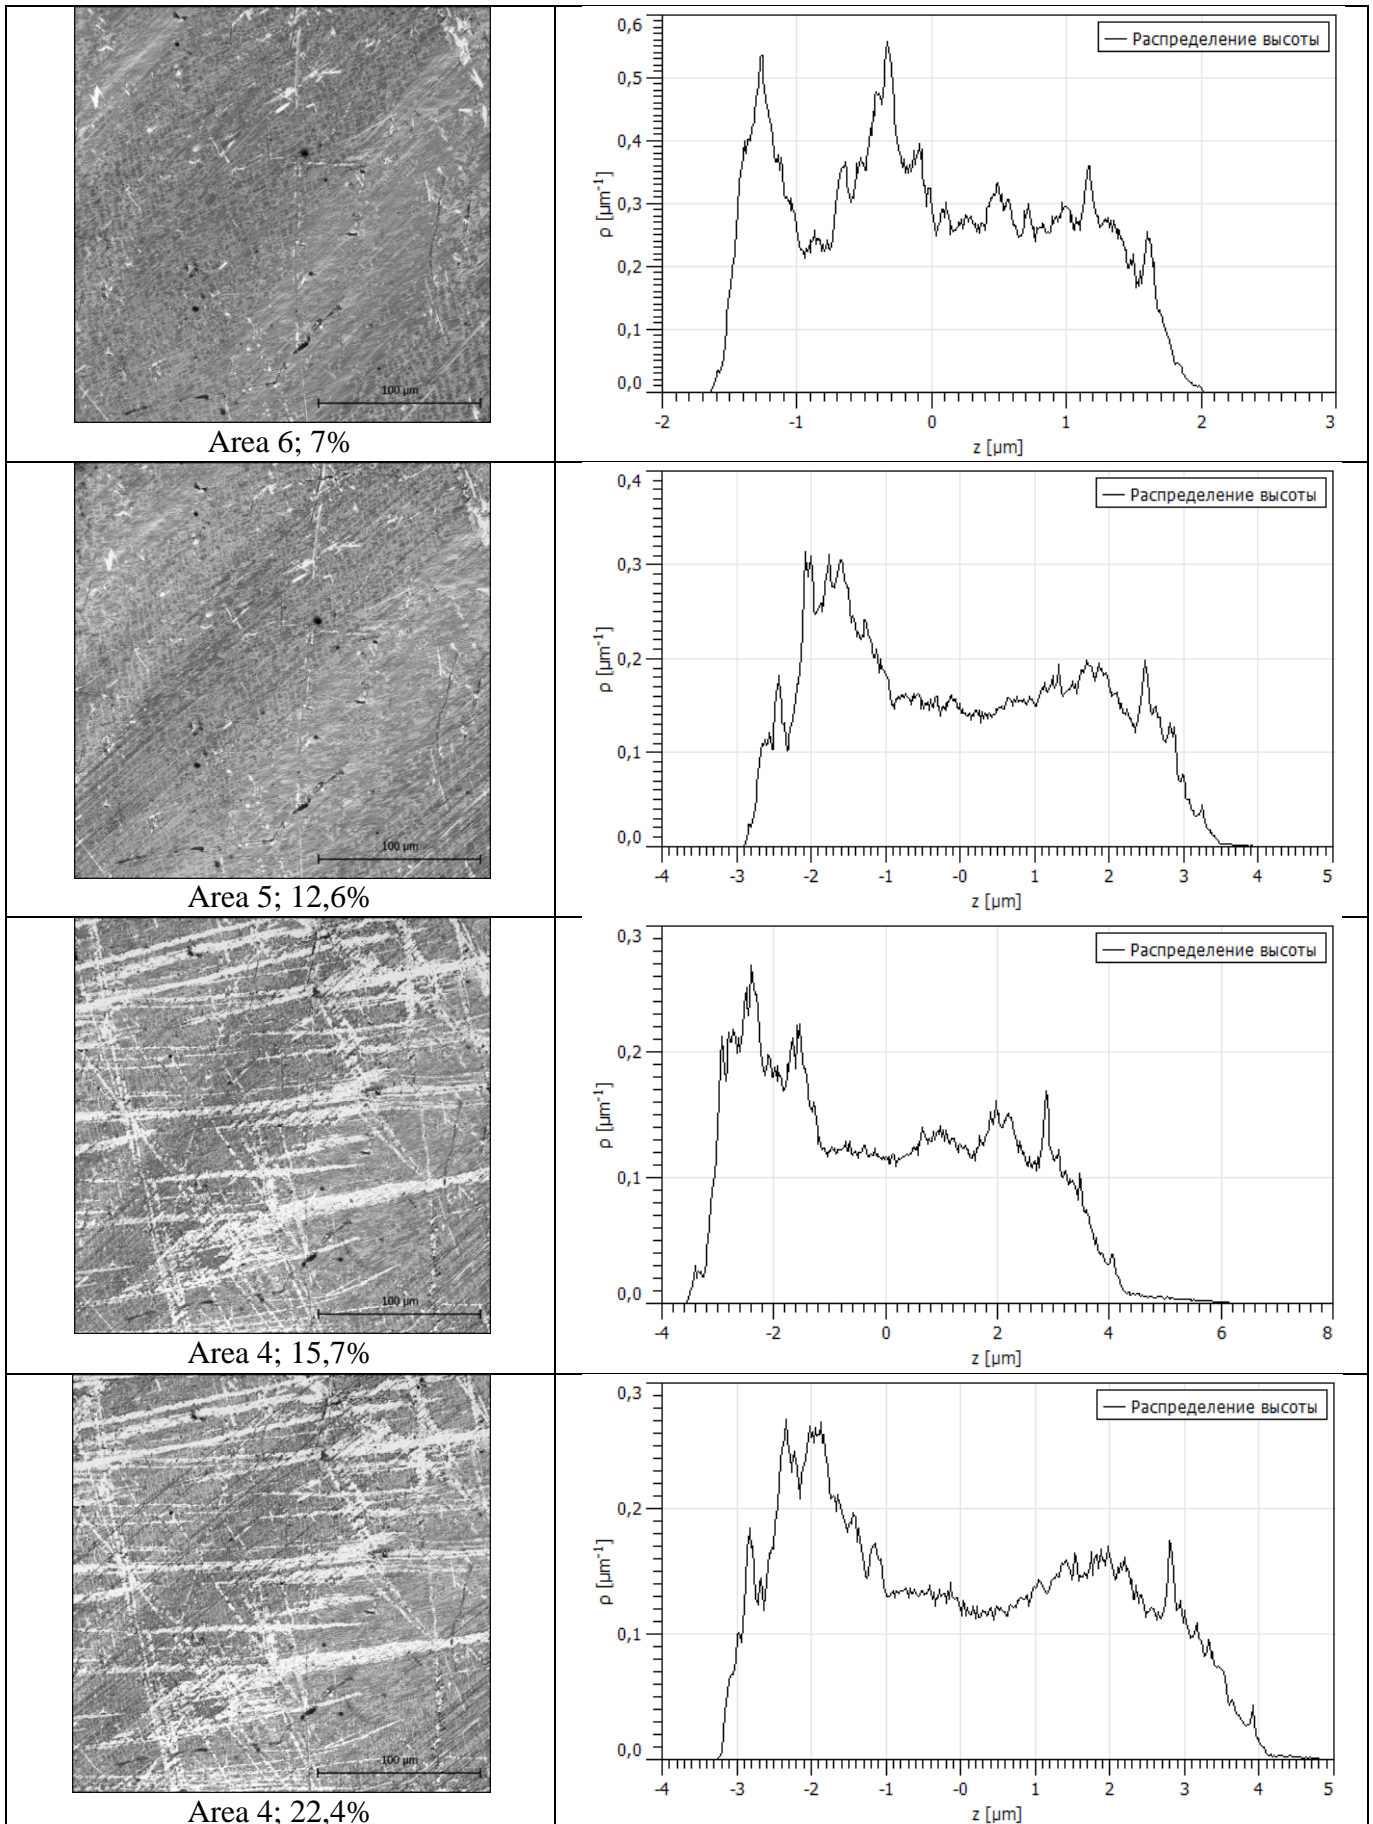 100 µm
Area 6; 7%
0,6
0,5
0,4
0,3
0,2
0,1
0,0
ρ [µm⁻¹]
Распределение высоты
-2 -1 0 1 2 3
z [µm]
100 µm
Area 5; 12,6%
0,4
0,3
0,2
0,1
0,0
ρ [µm⁻¹]
Распределение высоты
-4 -3 -2 -1 -0 1 2 3 4 5
z [µm]
100 µm
Area 4; 15,7%
0,3
0,2
0,1
0,0
ρ [µm⁻¹]
Распределение высоты
-4 -2 0 2 4 6 8
z [µm]
100 µm
Area 4; 22,4%
0,3
0,2
0,1
0,0
ρ [µm⁻¹]
Распределение высоты
-4 -3 -2 -1 -0 1 2 3 4 5
z [µm]